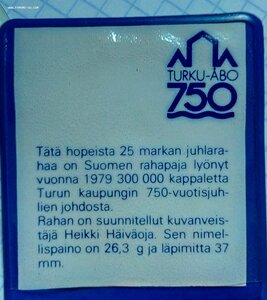 TURKU-ÅBO
750
Tätä hopeista 25 markan juhlara-
haa on Suomen rahapaja lyönyt
vuonna 1979 300 000 kappaletta
Turun kaupungin 750-vuotisjuh-
lien johdosta.
Rahan on suunnitellut kuvanveis-
täjä Heikki Häiväoja. Sen nimel-
lispaino on 26,3 g ja läpimitta 37
mm.